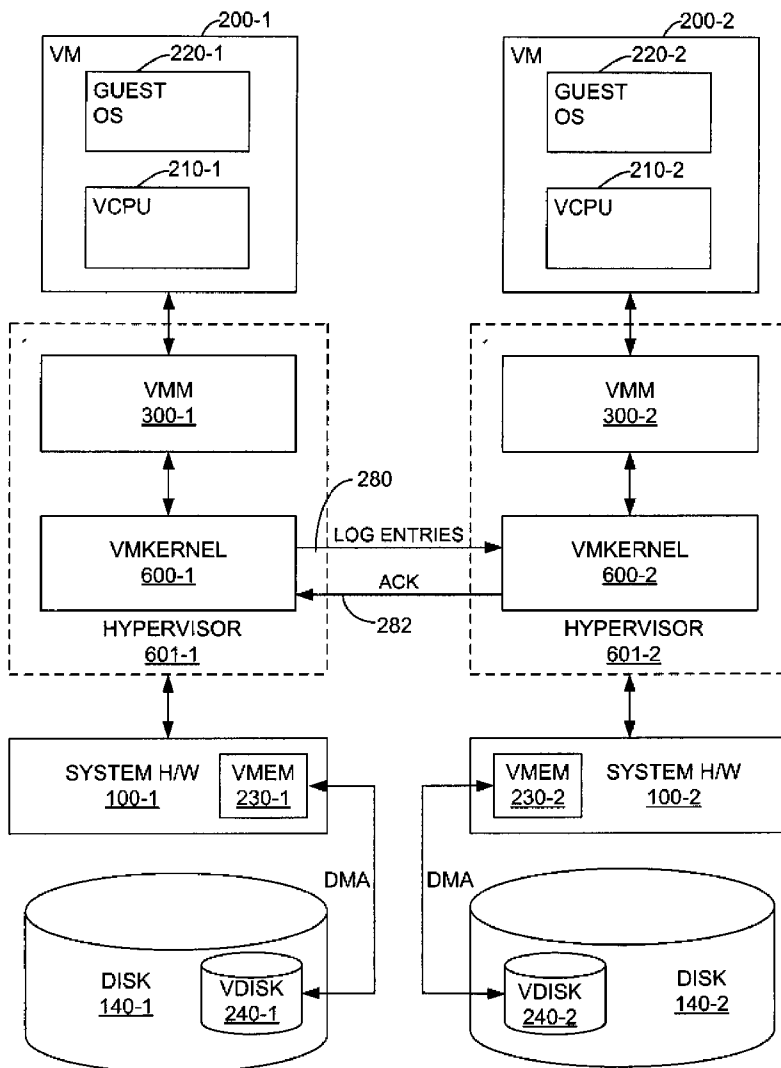 200-1
VM
220-1
GUEST
OS
210-1
VCPU
VMM
300-1
VMKERNEL
600-1
HYPERVISOR
601-1
SYSTEM H/W
100-1
VMEM
230-1
DMA
DISK
140-1
VDISK
240-1
280
LOG ENTRIES
ACK
282
200-2
VM
220-2
GUEST
OS
210-2
VCPU
VMM
300-2
VMKERNEL
600-2
HYPERVISOR
601-2
VMEM
230-2
SYSTEM H/W
100-2
DMA
VDISK
240-2
DISK
140-2